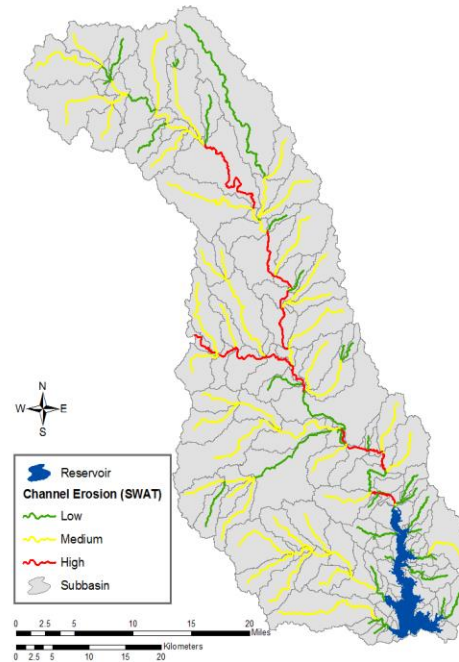 N
W E
S
Reservoir
Channel Erosion (SWAT)
Low
Medium
High
Subbasin
0 2.5 5 10 15 20
Miles
Kilometers
0 2.5 5 10 15 20